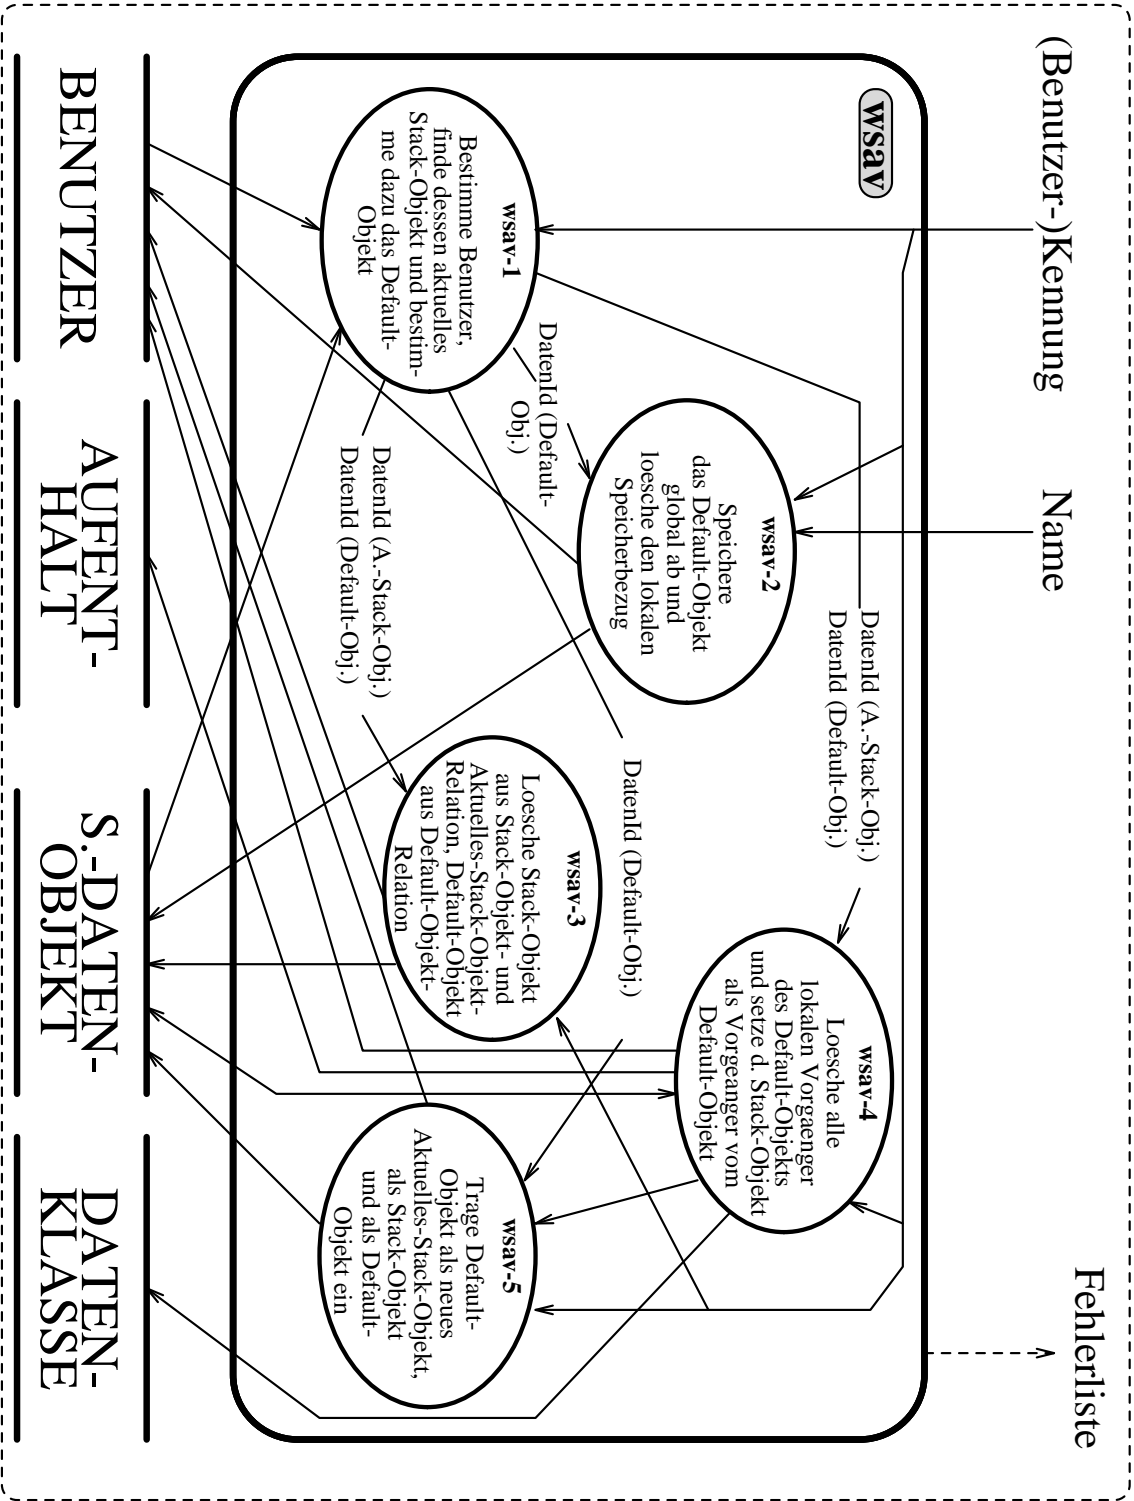 (Benutzer-)Kennung
Name
Fehlerliste
wsav
wsav-1
Bestimme Benutzer,
finde dessen aktuelles
Stack-Objekt und bestim-
me dazu das Default-
Objekt
DatenId (Default-
Obj.)
wsav-2
Speichere
das Default-Objekt
global ab und
loesche den lokalen
Speicherbezug
DatenId (A.-Stack-Obj.)
DatenId (Default-Obj.)
wsav-4
Loesche alle
lokalen Vorgaenger
des Default-Objekts
und setze d. Stack-Objekt
als Vorgeanger vom
Default-Objekt
DatenId (A.-Stack-Obj.)
DatenId (Default-Obj.)
DatenId (Default-Obj.)
wsav-3
Loesche Stack-Objekt
aus Stack-Objekt- und
Aktuelles-Stack-Objekt-
Relation, Default-Objekt
aus Default-Objekt-
Relation
wsav-5
Trage Default-
Objekt als neues
Aktuelles-Stack-Objekt,
als Stack-Objekt
und als Default-
Objekt ein
BENUTZER
AUFENT-
HALT
S.-DATEN-
OBJEKT
DATEN-
KLASSE